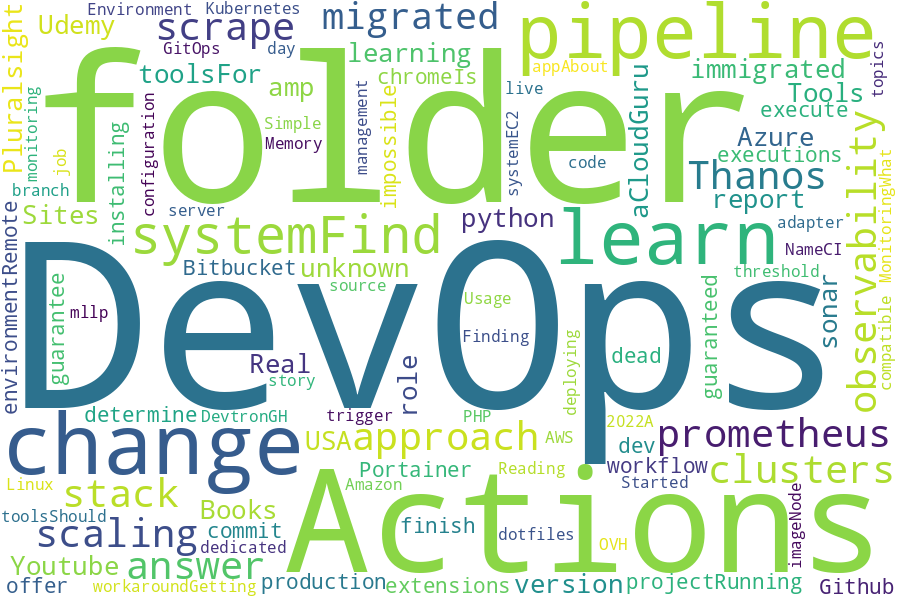 Environment
Kubernetes
Pluralsight
Udemy
scrape
migrated
pipeline
GitOps
day
learning
toolsFor
chromeIs
appAbout
topics
immigrated
Tools
amp
live
execute
monitoring
job
installing
configuration
Simple
Memory
management
impossible
systemEC2
code
aCloudGuru
Azure
executions
folder
branch
server
Thanos
report
observability
MonitoringWhat
Sites
systemFind
python
learn
adapter
NameCI
environmentRemote
Bitbucket
unknown
source
threshold
compatible
guarantee
mllp
Usage
Finding
guaranteed
sonar
DevOps
Real
story
role
deploying
dead
determine
DevtronGH
trigger
PHP
2022A
change
USA
approach
AWS
dev
prometheus
workflow
Linux
stack
Portainer
Amazon
Reading
Started
clusters
toolsShould
Books
scaling
commit
dedicated
finish
dotfiles
Actions
OVH
imageNode
Youtube
answer
offer
workaroundGetting
production
extensions
version
projectRunning
Github